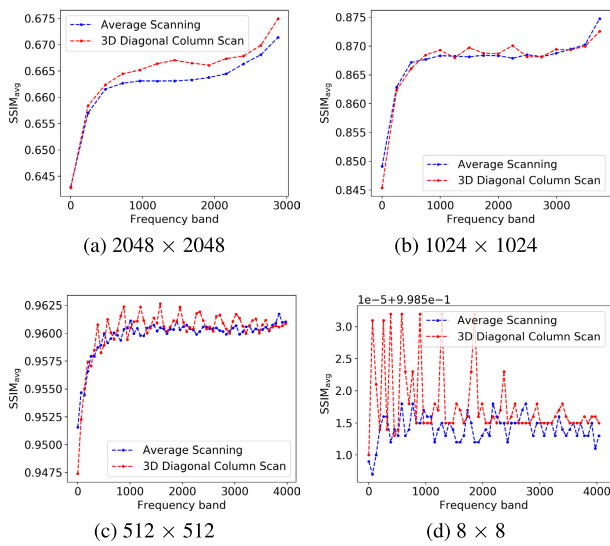 0.675
0.670
0.665
0.660
0.655
0.650
0.645
SSIMavg
Average Scanning
3D Diagonal Column Scan
0
1000
2000
3000
Frequency band
(a) 2048 × 2048
0.875
0.870
0.865
0.860
0.855
0.850
0.845
SSIMavg
Average Scanning
3D Diagonal Column Scan
0
1000
2000
3000
Frequency band
(b) 1024 × 1024
0.9625
0.9600
0.9575
0.9550
0.9525
0.9500
0.9475
SSIMavg
Average Scanning
3D Diagonal Column Scan
0
1000
2000
3000
4000
Frequency band
(c) 512 × 512
1e-5+9.985e-1
3.0
2.5
2.0
1.5
1.0
SSIMavg
Average Scanning
3D Diagonal Column Scan
0
1000
2000
3000
4000
Frequency band
(d) 8 × 8